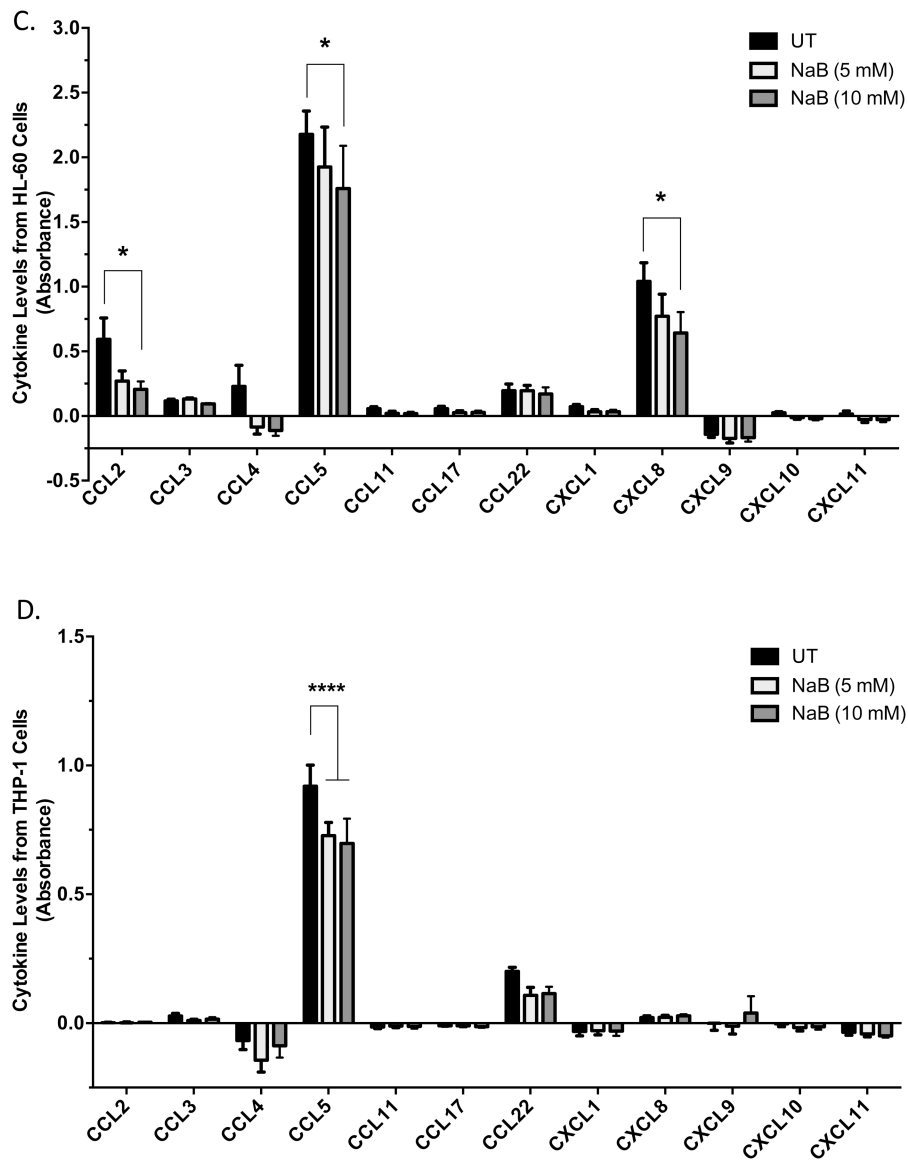 C.
Cytokine Levels from HL-60 Cells
(Absorbance)
3.0
2.5
2.0
1.5
1.0
0.5
0.0
-0.5
*
*
*
UT
NaB (5 mM)
NaB (10 mM)
CCL2
CCL3
CCL4
CCL5
CCL11
CCL17
CCL22
CXCL1
CXCL8
CXCL9
CXCL10
CXCL11
D.
Cytokine Levels from THP-1 Cells
(Absorbance)
1.5
1.0
0.5
0.0
****
UT
NaB (5 mM)
NaB (10 mM)
CCL2
CCL3
CCL4
CCL5
CCL11
CCL17
CCL22
CXCL1
CXCL8
CXCL9
CXCL10
CXCL11